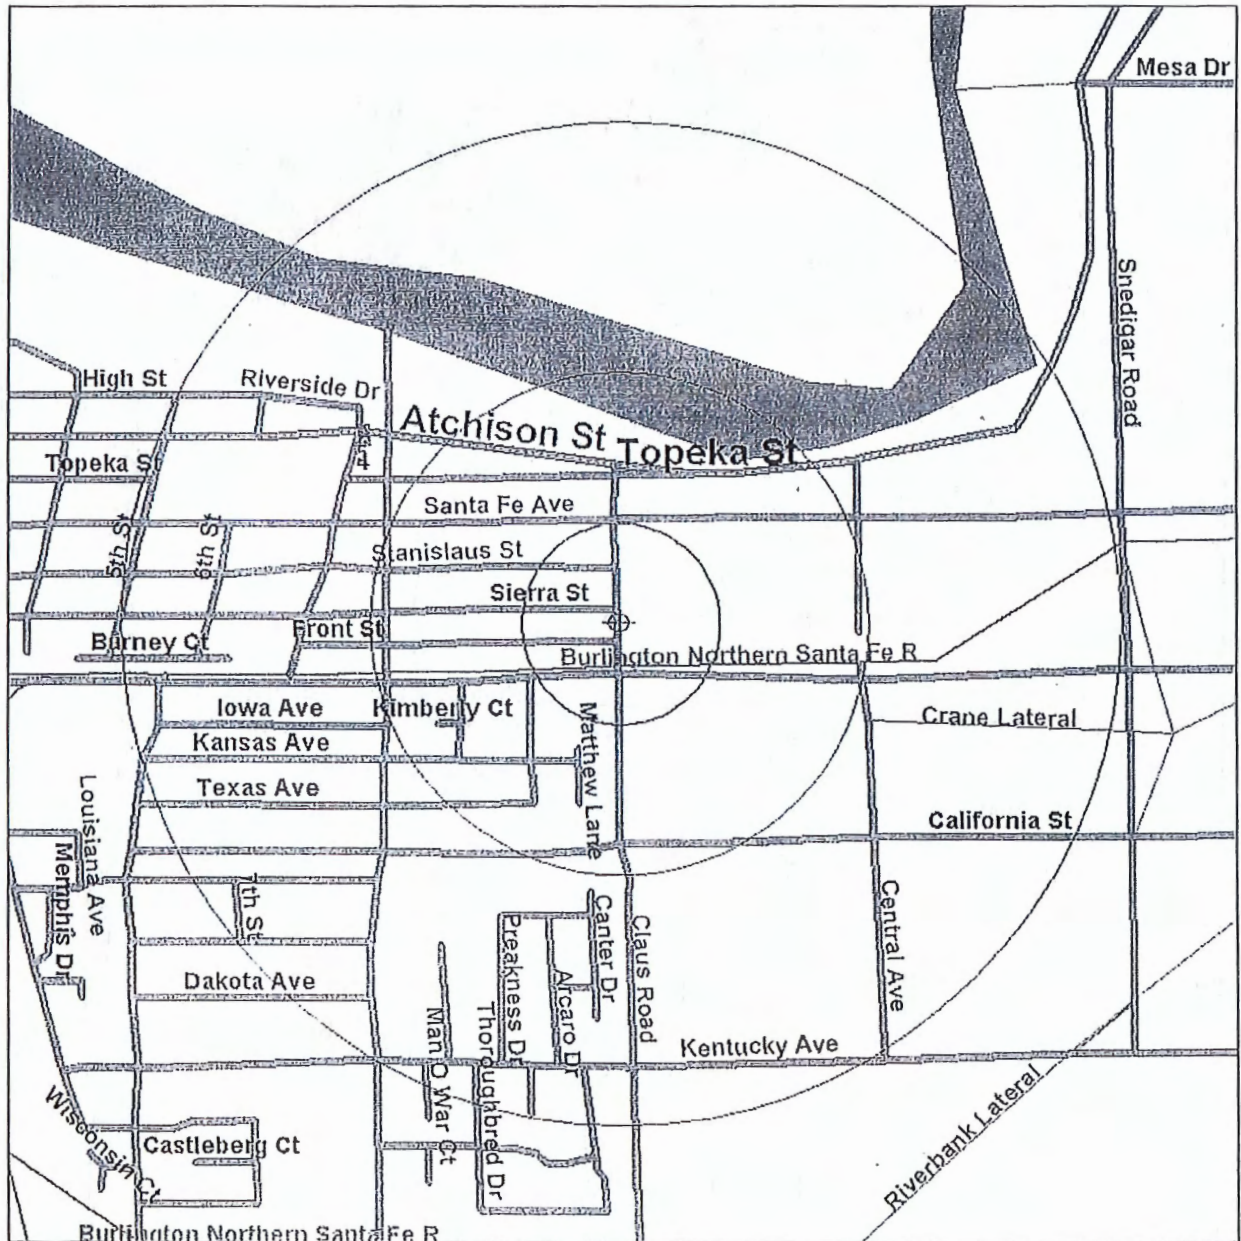 Mesa Dr
Snedigar Road
High St
Riverside Dr
Atchison St
Topeka St
Topeka St
Santa Fe Ave
5th St
6th St
Stanislaus St
Sierra St
Front St
Burney Ct
Burlington Northern Santa Fe R
Iowa Ave
Kimberly Ct
Crane Lateral
Kansas Ave
Matthew Lane
Texas Ave
Louisiana Ave
California St
Memphis Dr
7th St
Canter Dr
Central Ave
Preakness Dr
Claus Road
Arcaro Dr
Dakota Ave
Man O War Ct
Thoroughbred Dr
Kentucky Ave
Riverbank Lateral
Wisconsin Ct
Castleberg Ct
Burlington Northern Santa Fe R